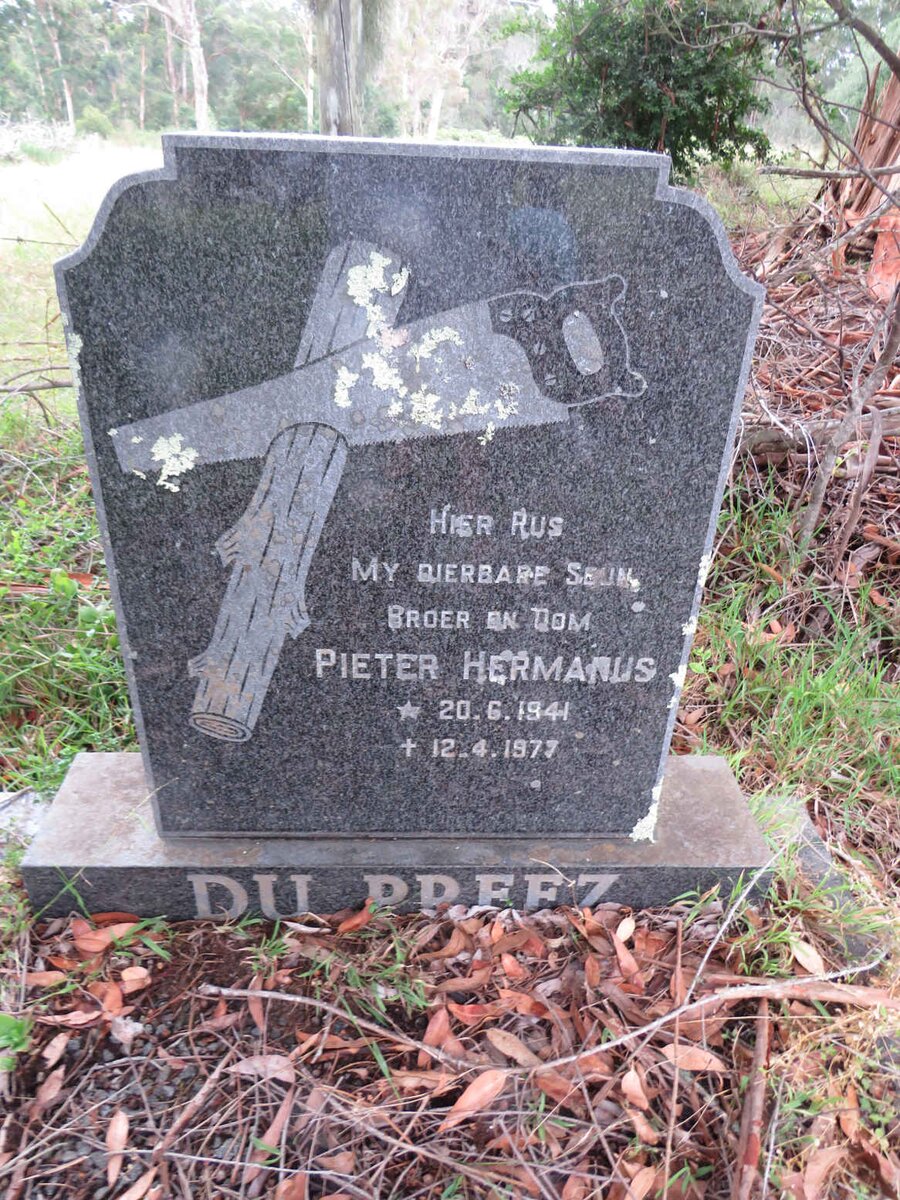 HIER RUS
MY DIERBARE SEUN
BROER EN OOM
PIETER HERMANUS
★ 20.6.1941
+ 12.4.1977
DU PREEZ